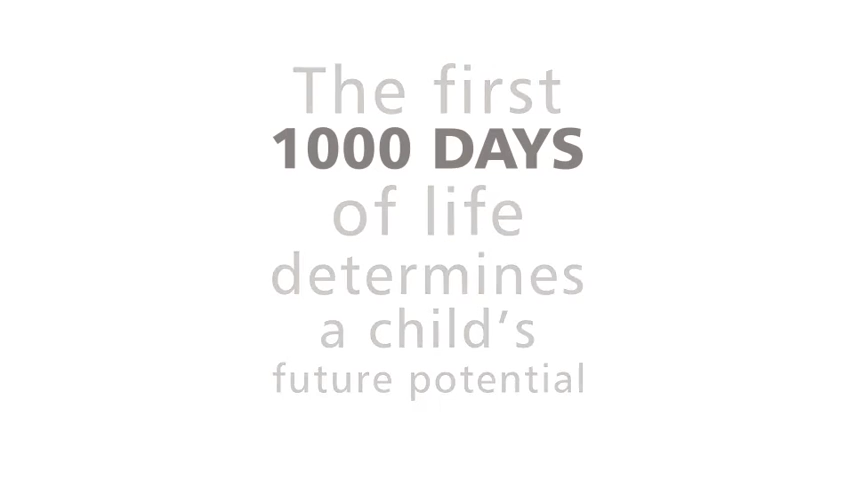 The first
1000 DAYS
of life
determines
a child’s
future potential